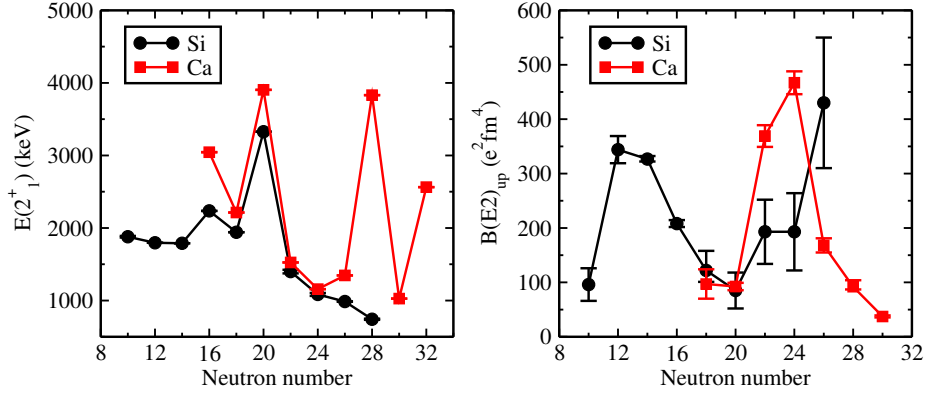 5000
4000
3000
2000
1000
E(2⁺₁) (keV)
Si
Ca
8 12 16 20 24 28 32
Neutron number
600
500
400
300
200
100
0
B(E2)up (e²fm⁴)
Si
Ca
8 12 16 20 24 28 32
Neutron number